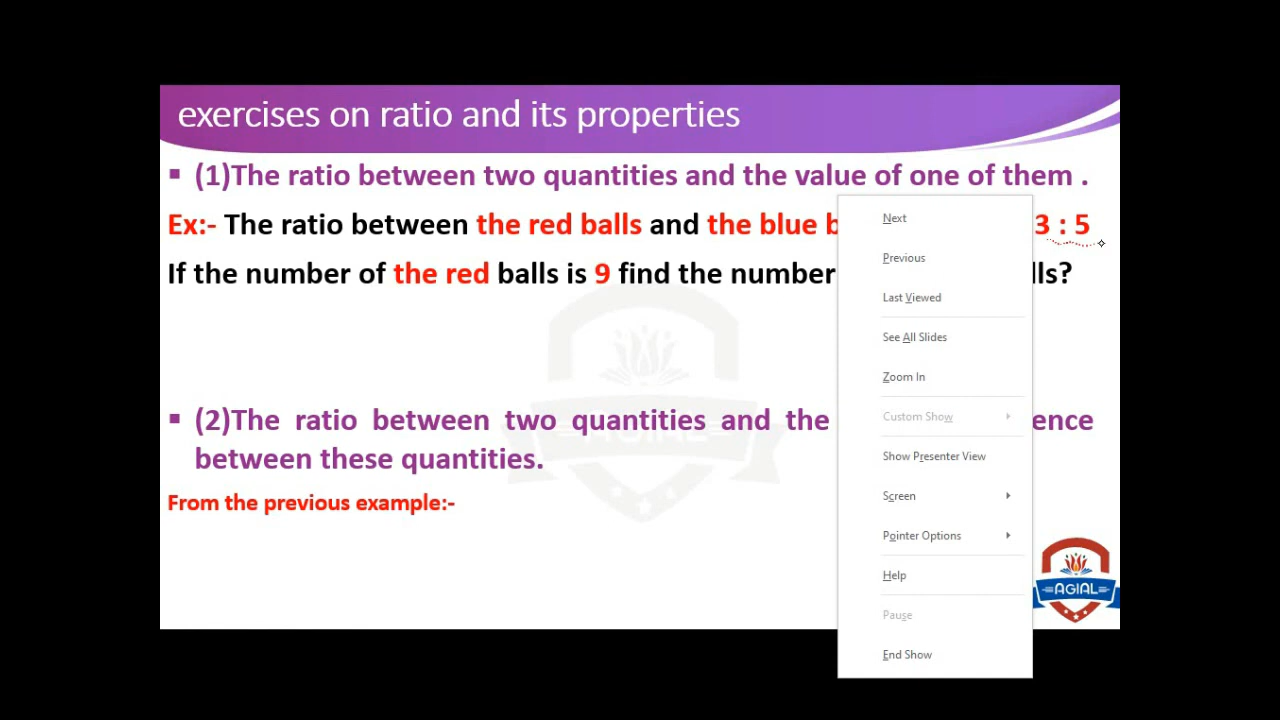 exercises on ratio and its properties
▪ (1)The ratio between two quantities and the value of one of them .
Ex:- The ratio between the red balls and the blue b 3 : 5
If the number of the red balls is 9 find the number lls?
▪ (2)The ratio between two quantities and the ence
between these quantities.
From the previous example:-
Next
Previous
Last Viewed
See All Slides
Zoom In
Custom Show
Show Presenter View
Screen
Pointer Options
Help
Pause
End Show
AGIAL